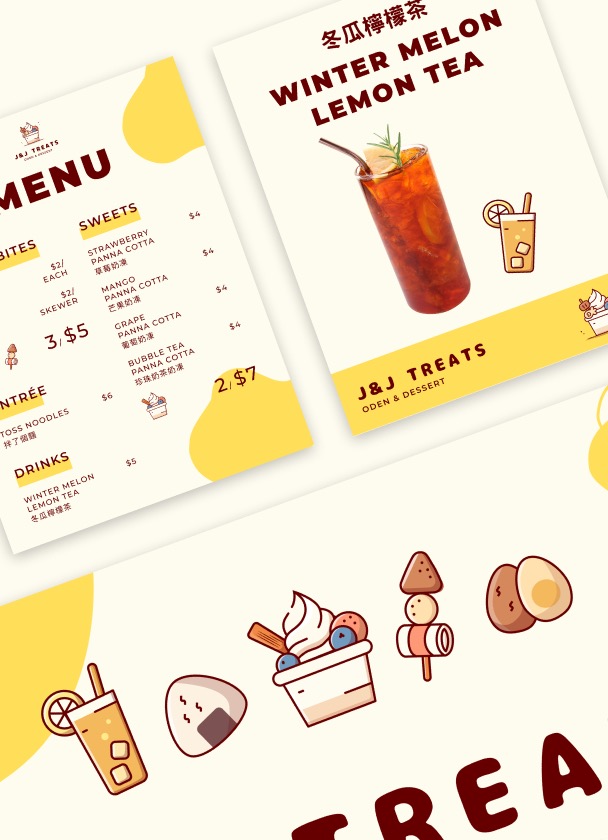 J&J TREATS
ODEN & DESSERT
MENU
BITES
$2/
EACH
$2/
SKEWER
3/$5
NTRÉE
TOSS NOODLES
拌了個麵
$6
DRINKS
WINTER MELON
LEMON TEA
冬瓜檸檬茶
$5
SWEETS
STRAWBERRY
PANNA COTTA
草莓奶凍
$4
MANGO
PANNA COTTA
芒果奶凍
$4
GRAPE
PANNA COTTA
葡萄奶凍
$4
BUBBLE TEA
PANNA COTTA
珍珠奶茶奶凍
$4
2/$7
冬瓜檸檬茶
WINTER MELON
LEMON TEA
J&J TREATS
ODEN & DESSERT
TREA